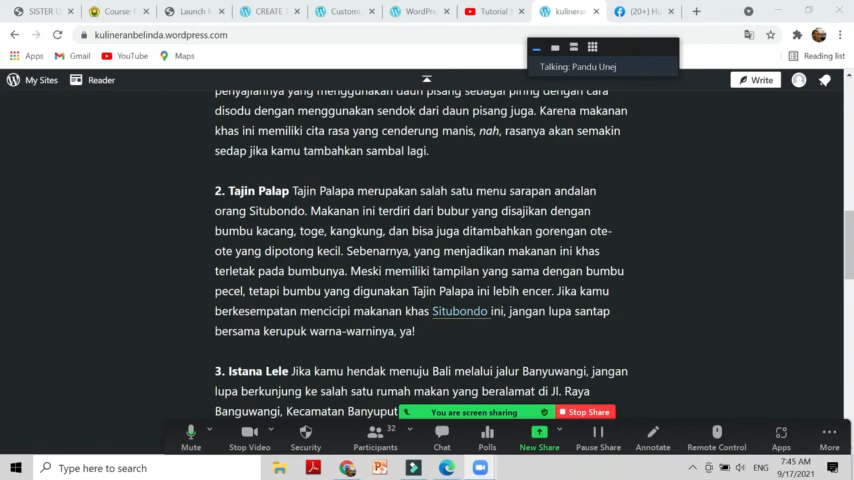 SISTER U
Course: F
Launch M
CREATE S
Customiz
WordPre
Tutorial A
kulineran
(20+) Hu
kulineranbelinda.wordpress.com
Apps
Gmail
YouTube
Maps
Reading list
Talking: Pandu Unej
My Sites
Reader
Write
penyajiannya yang menggunakan daun pisang sebagai piring dengan cara
disodu dengan menggunakan sendok dari daun pisang juga. Karena makanan
khas ini memiliki cita rasa yang cenderung manis, nah, rasanya akan semakin
sedap jika kamu tambahkan sambal lagi.
2. Tajin Palap Tajin Palapa merupakan salah satu menu sarapan andalan
orang Situbondo. Makanan ini terdiri dari bubur yang disajikan dengan
bumbu kacang, toge, kangkung, dan bisa juga ditambahkan gorengan ote-
ote yang dipotong kecil. Sebenarnya, yang menjadikan makanan ini khas
terletak pada bumbunya. Meski memiliki tampilan yang sama dengan bumbu
pecel, tetapi bumbu yang digunakan Tajin Palapa ini lebih encer. Jika kamu
berkesempatan mencicipi makanan khas Situbondo ini, jangan lupa santap
bersama kerupuk warna-warninya, ya!
3. Istana Lele Jika kamu hendak menuju Bali melalui jalur Banyuwangi, jangan
lupa berkunjung ke salah satu rumah makan yang beralamat di Jl. Raya
Banguwangi, Kecamatan Banyuput
You are screen sharing
Stop Share
Mute
Stop Video
Security
Participants
32
Chat
Polls
New Share
Pause Share
Annotate
Remote Control
Apps
More
Type here to search
ENG
7:45 AM
9/17/2021